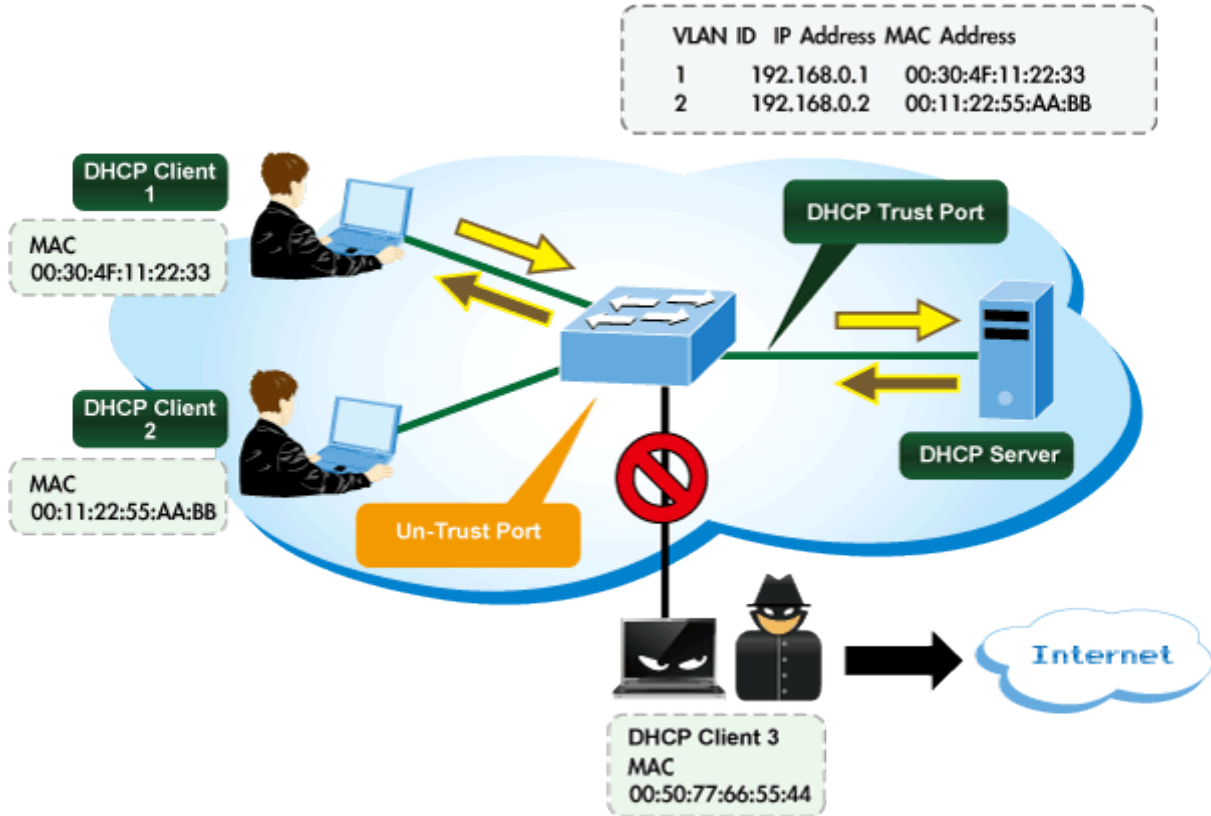 VLAN ID IP Address MAC Address
1 192.168.0.1 00:30:4F:11:22:33
2 192.168.0.2 00:11:22:55:AA:BB
DHCP Client
1
MAC
00:30:4F:11:22:33
DHCP Trust Port
DHCP Client
2
MAC
00:11:22:55:AA:BB
DHCP Server
Un-Trust Port
Internet
DHCP Client 3
MAC
00:50:77:66:55:44